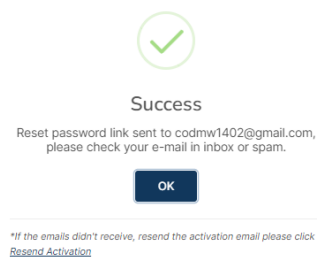 Success
Reset password link sent to codmw1402@gmail.com,
please check your e-mail in inbox or spam.
OK
*If the emails didn't receive, resend the activation email please click
Resend Activation